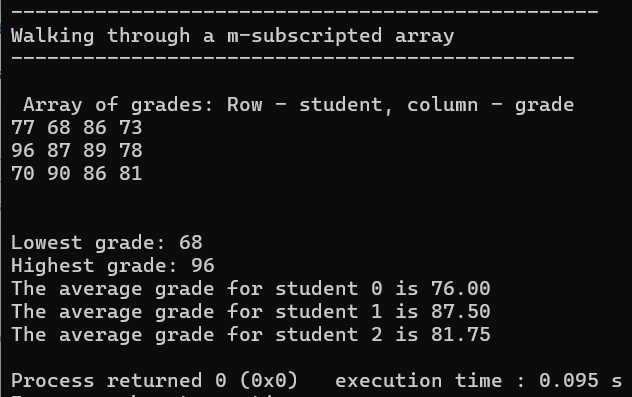 -------------------------------------------------
Walking through a m-subscripted array
-----------------------------------------------
 Array of grades: Row - student, column - grade
77 68 86 73
96 87 89 78
70 90 86 81
Lowest grade: 68
Highest grade: 96
The average grade for student 0 is 76.00
The average grade for student 1 is 87.50
The average grade for student 2 is 81.75
Process returned 0 (0x0)   execution time : 0.095 s